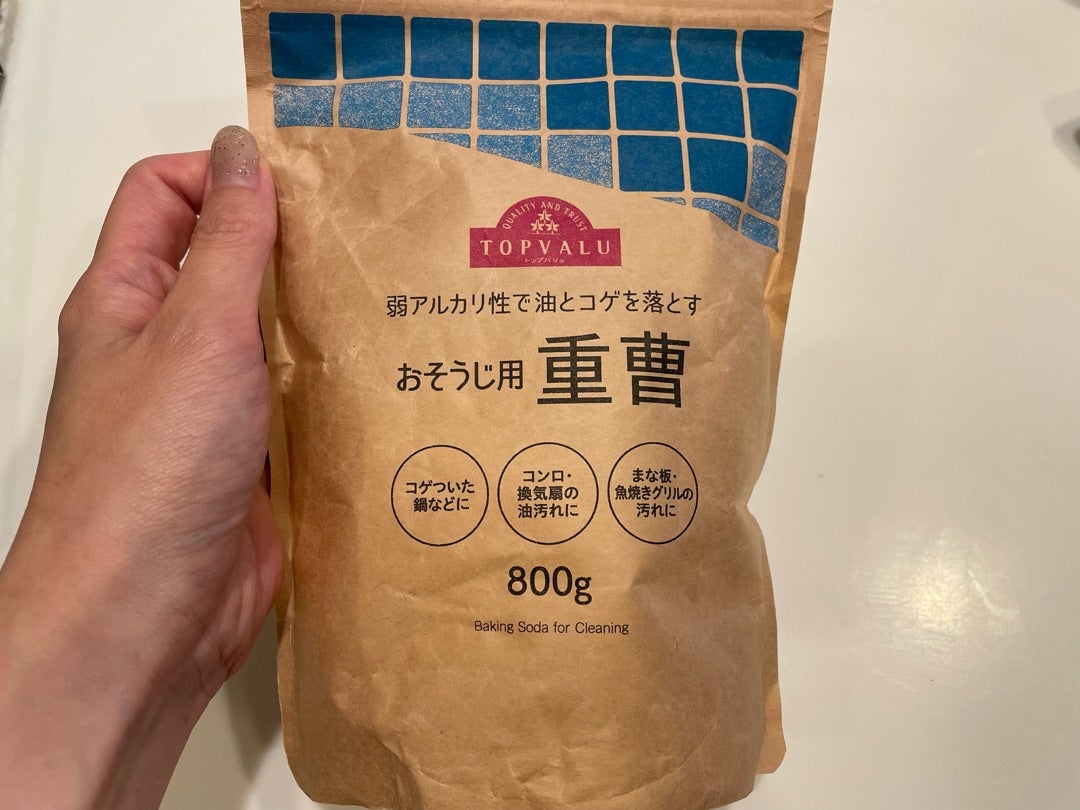 QUALITY AND TRUST
TOPVALU
トップバリュ
弱アルカリ性で油とコゲを落とす
おそうじ用 重曹
コゲついた
鍋などに
コンロ・
換気扇の
油汚れに
まな板・
魚焼きグリルの
汚れに
800g
Baking Soda for Cleaning